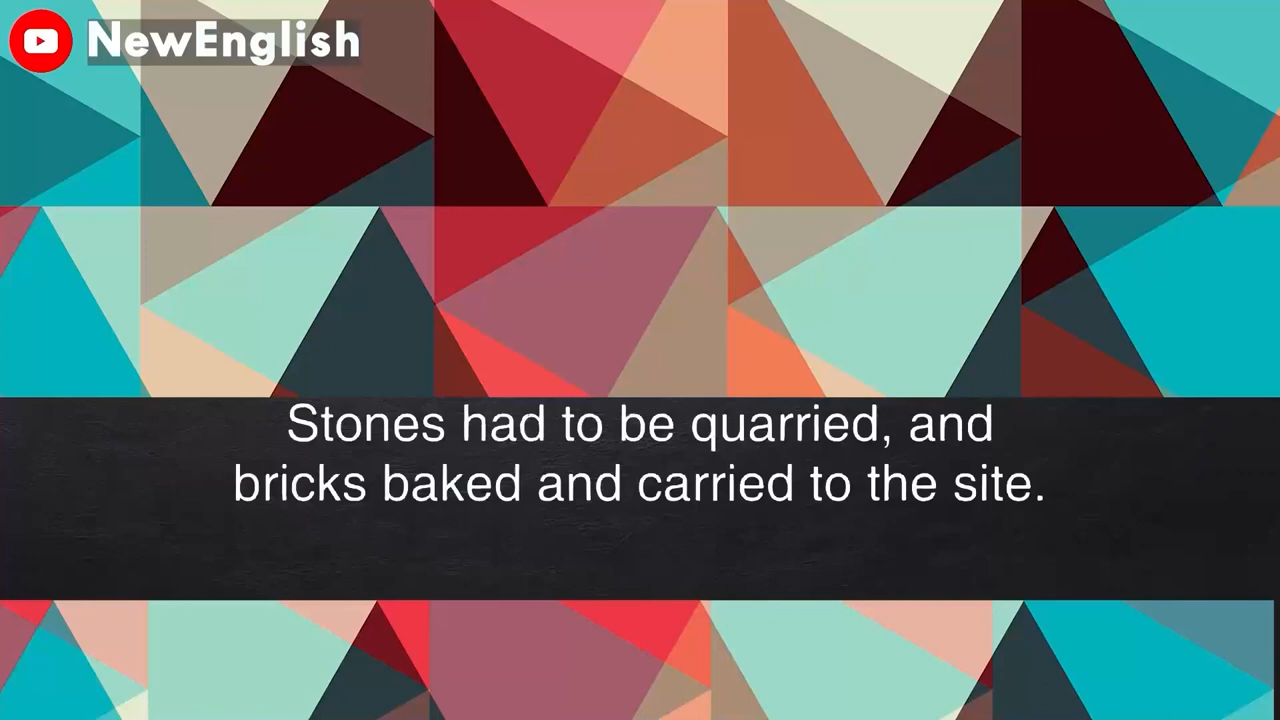 NewEnglish
Stones had to be quarried, and
bricks baked and carried to the site.